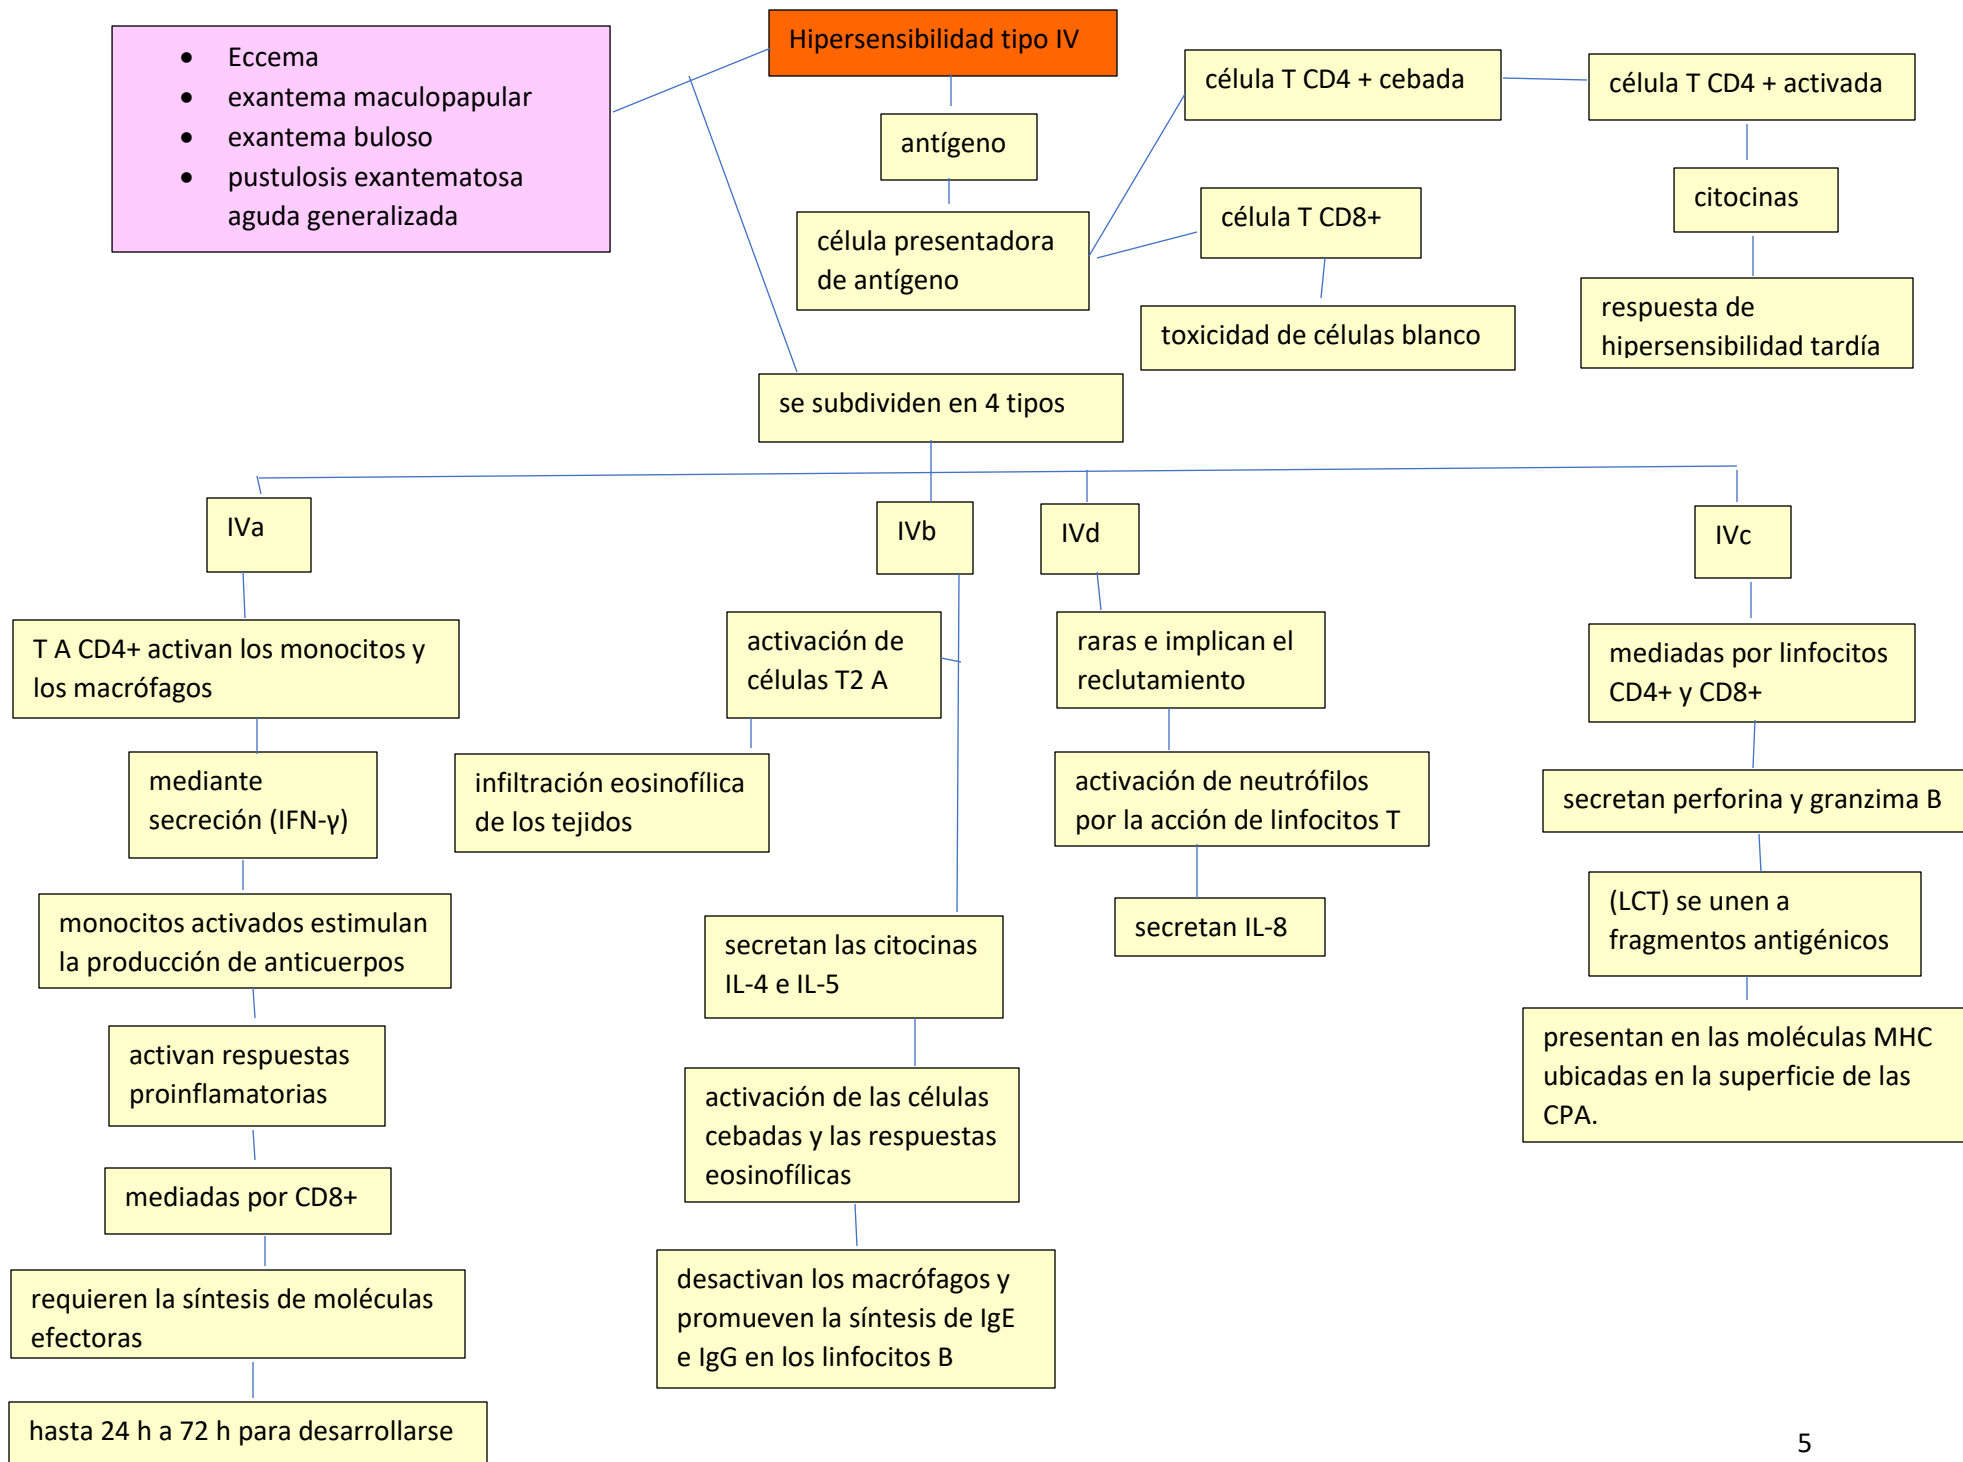 Hipersensibilidad tipo IV
• Eccema
• exantema maculopapular
• exantema buloso
• pustulosis exantematosa
aguda generalizada
antígeno
célula presentadora
de antígeno
célula T CD4 + cebada
célula T CD4 + activada
citocinas
respuesta de
hipersensibilidad tardía
célula T CD8+
toxicidad de células blanco
se subdividen en 4 tipos
IVa
T A CD4+ activan los monocitos y
los macrófagos
mediante
secreción (IFN-γ)
monocitos activados estimulan
la producción de anticuerpos
activan respuestas
proinflamatorias
mediadas por CD8+
requieren la síntesis de moléculas
efectoras
hasta 24 h a 72 h para desarrollarse
IVb
activación de
células T2 A
infiltración eosinofílica
de los tejidos
secretan las citocinas
IL-4 e IL-5
activación de las células
cebadas y las respuestas
eosinofílicas
desactivan los macrófagos y
promueven la síntesis de IgE
e IgG en los linfocitos B
IVd
raras e implican el
reclutamiento
activación de neutrófilos
por la acción de linfocitos T
secretan IL-8
IVc
mediadas por linfocitos
CD4+ y CD8+
secretan perforina y granzima B
(LCT) se unen a
fragmentos antigénicos
presentan en las moléculas MHC
ubicadas en la superficie de las
CPA.
5